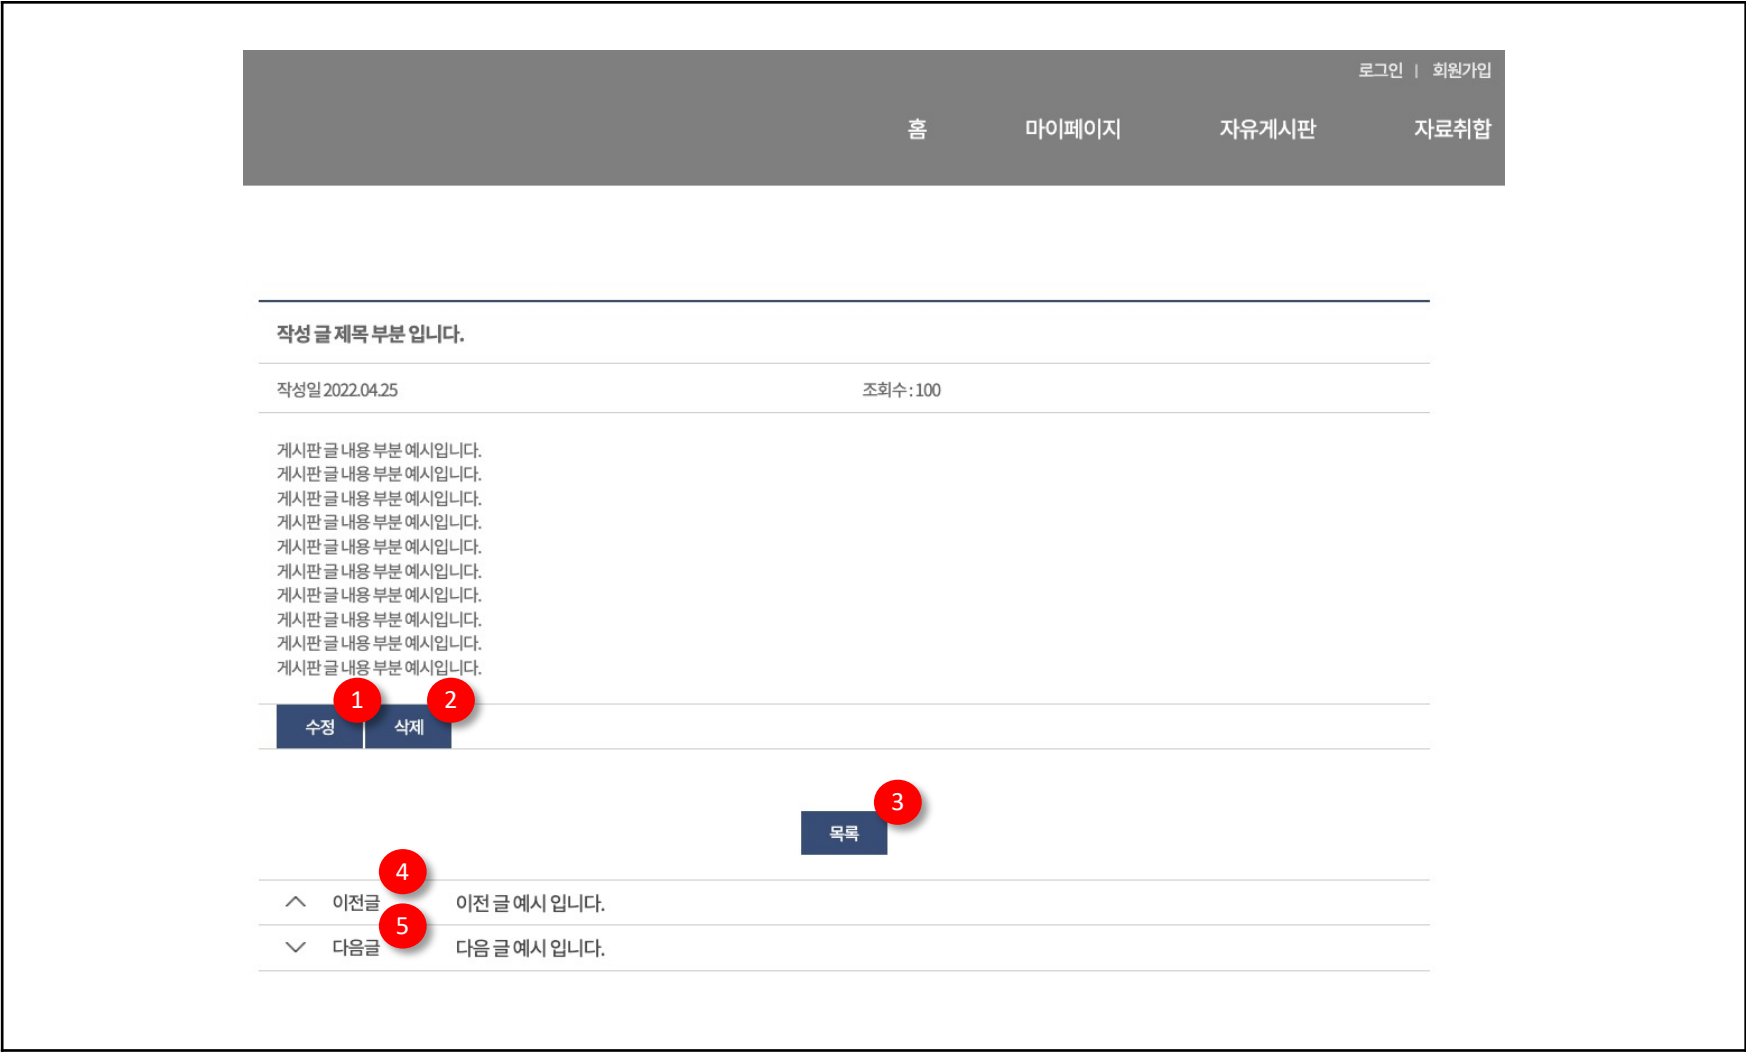 로그인 | 회원가입
홈 마이페이지 자유게시판 자료취합
작성 글 제목 부분 입니다.
작성일 2022.04.25 조회수 : 100
게시판 글 내용 부분 예시입니다.
게시판 글 내용 부분 예시입니다.
게시판 글 내용 부분 예시입니다.
게시판 글 내용 부분 예시입니다.
게시판 글 내용 부분 예시입니다.
게시판 글 내용 부분 예시입니다.
게시판 글 내용 부분 예시입니다.
게시판 글 내용 부분 예시입니다.
게시판 글 내용 부분 예시입니다.
게시판 글 내용 부분 예시입니다.
1 2
수정 삭제
3
목록
4
이전글 이전 글 예시 입니다.
5
다음글 다음 글 예시 입니다.